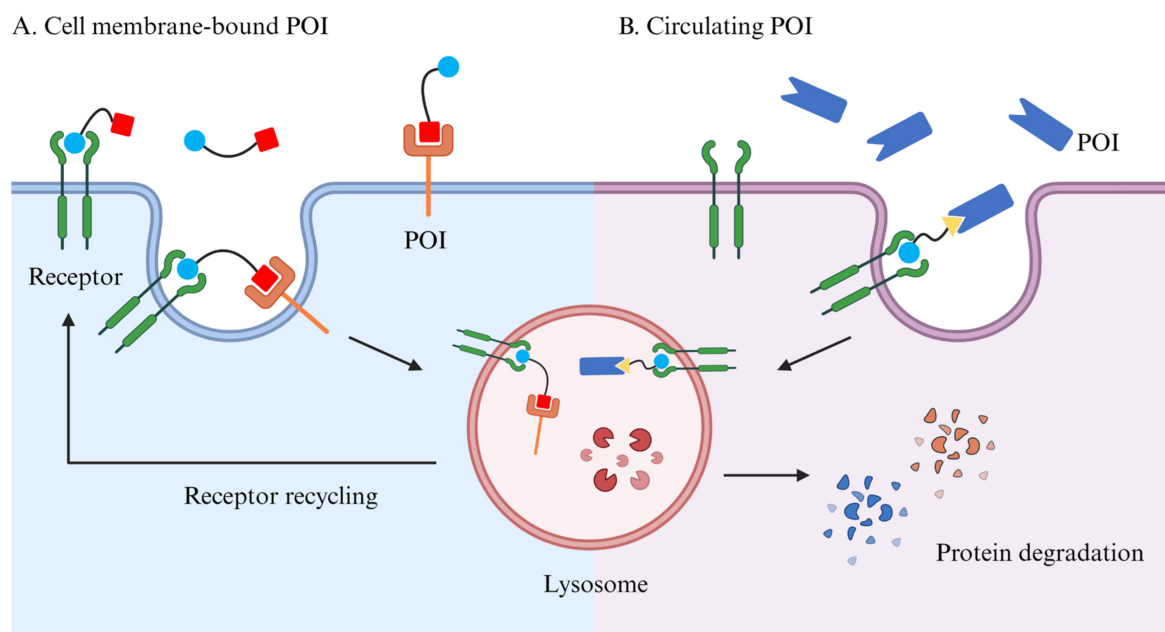 A. Cell membrane-bound POI
B. Circulating POI
POI
POI
Receptor
Receptor recycling
Lysosome
Protein degradation